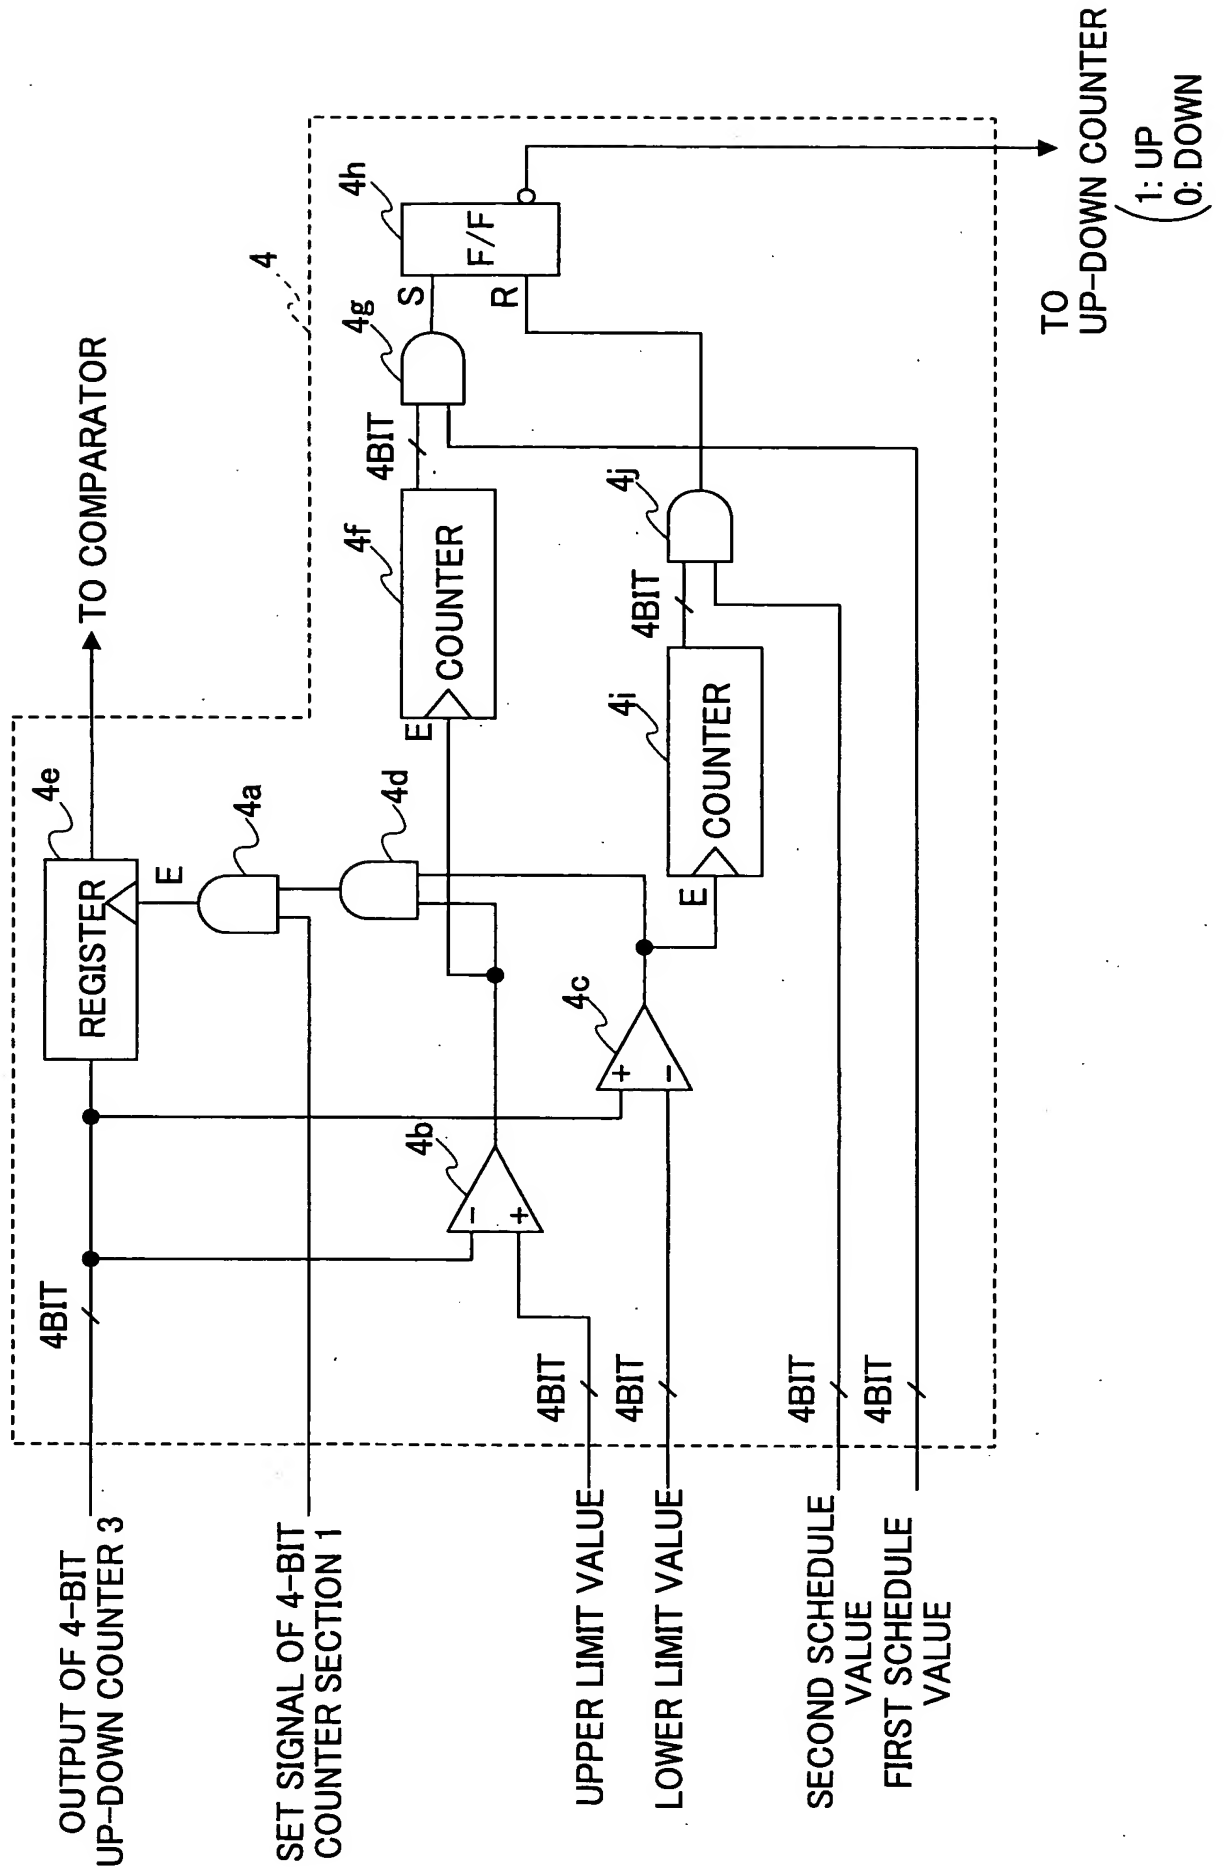 OUTPUT OF 4-BIT
UP-DOWN COUNTER 3
4BIT
REGISTER
4e
TO COMPARATOR
SET SIGNAL OF 4-BIT
COUNTER SECTION 1
E
4a
4
4d
4b
-
+
4c
+
-
E
COUNTER
4f
4BIT
4g
S
R
4h
F/F
E
COUNTER
4i
4BIT
4j
UPPER LIMIT VALUE
4BIT
LOWER LIMIT VALUE
4BIT
SECOND SCHEDULE
VALUE
4BIT
FIRST SCHEDULE
VALUE
4BIT
TO
UP-DOWN COUNTER
(1: UP
0: DOWN)